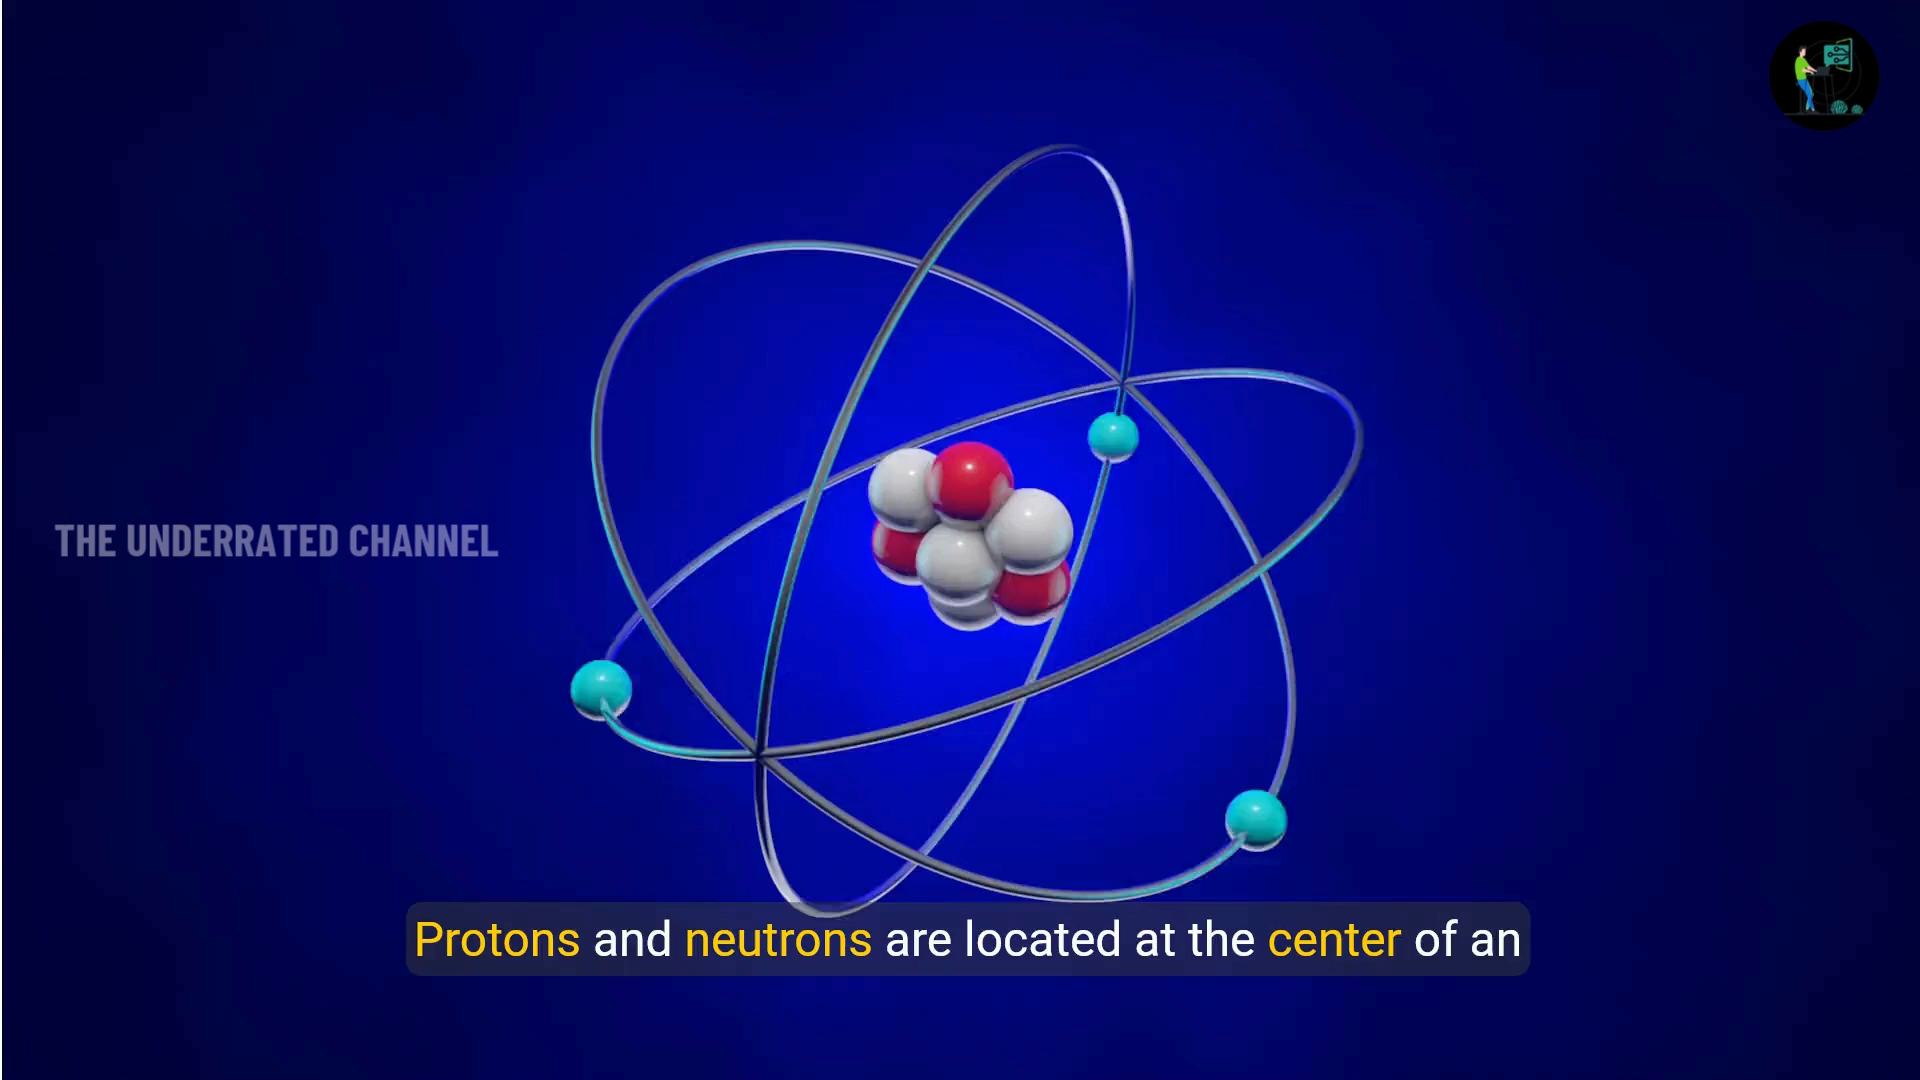 THE UNDERRATED CHANNEL
Protons and neutrons are located at the center of an